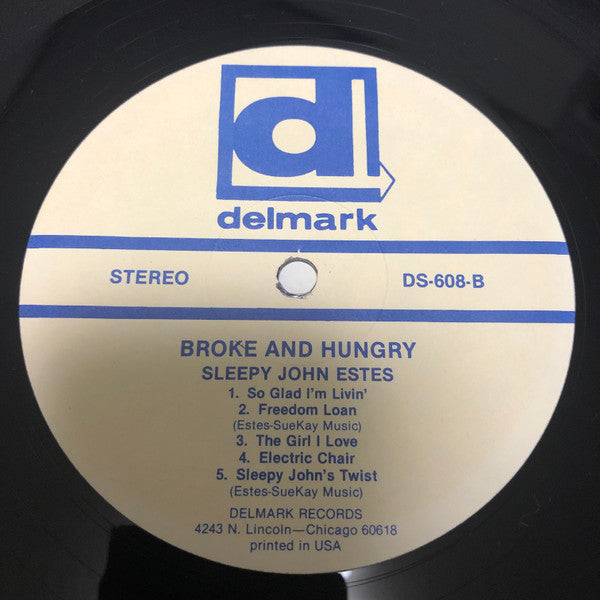 d
delmark
STEREO
DS-608-B
BROKE AND HUNGRY
SLEEPY JOHN ESTES
1. So Glad I'm Livin'
2. Freedom Loan
(Estes-SueKay Music)
3. The Girl I Love
4. Electric Chair
5. Sleepy John's Twist
(Estes-SueKay Music)
DELMARK RECORDS
4243 N. Lincoln—Chicago 60618
printed in USA